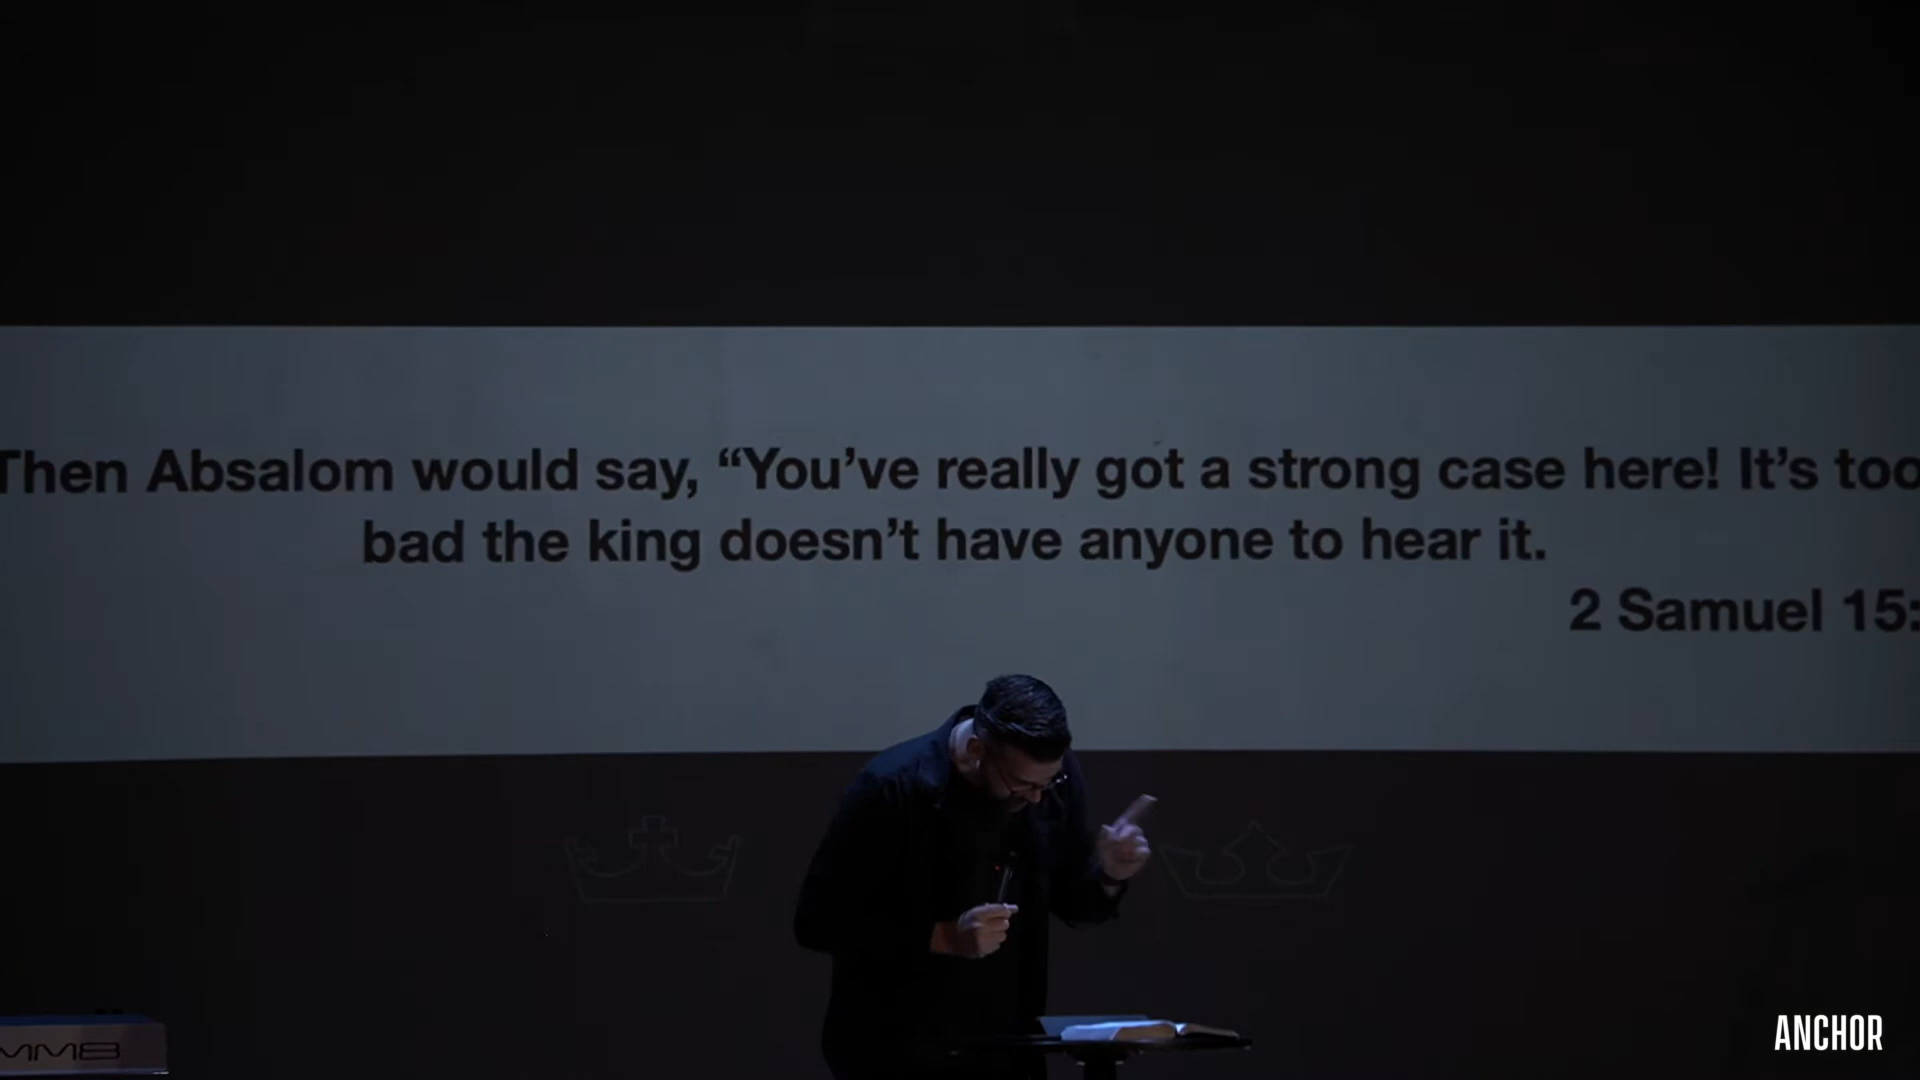 Then Absalom would say, “You’ve really got a strong case here! It’s too
bad the king doesn’t have anyone to hear it.
2 Samuel 15:
MM8
ANCHOR